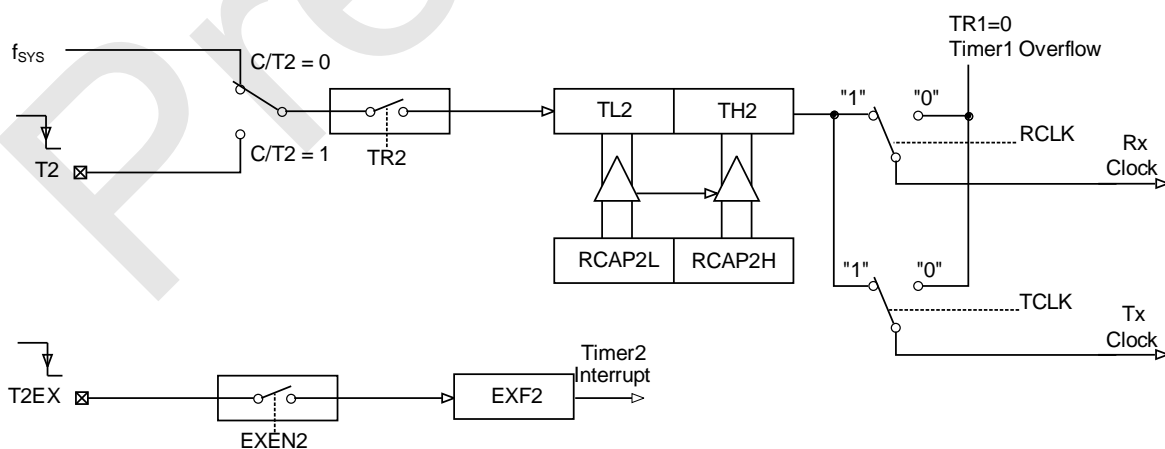 TR1=0
Timer1 Overflow
fSYS
C/T2 = 0
TL2
TH2
"1"
"0"
RCLK
Rx
Clock
T2
C/T2 = 1
TR2
RCAP2L
RCAP2H
"1"
"0"
TCLK
Tx
Clock
T2EX
EXEN2
EXF2
Timer2
Interrupt
Pre